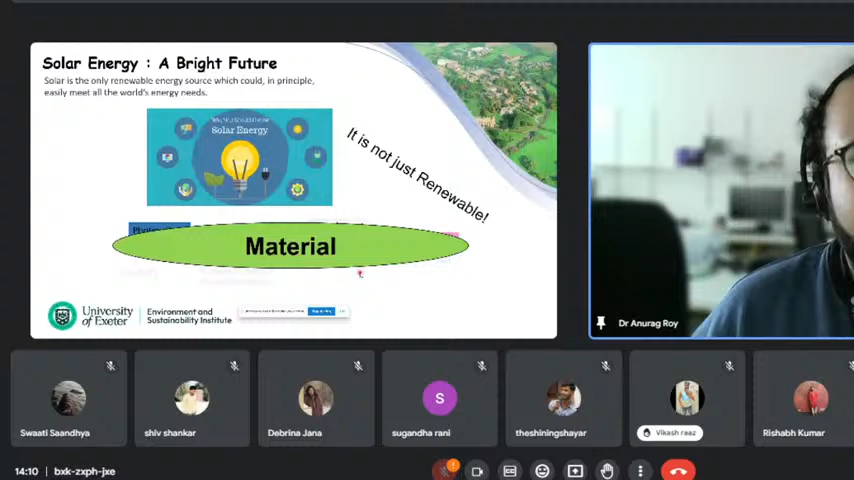 Solar Energy : A Bright Future
Solar is the only renewable energy source which could, in principle,
easily meet all the world's energy needs.
Solar Energy
It is not just Renewable!
Material
University
of Exeter
Environment and
Sustainability Institute
Dr Anurag Roy
Swaati Saandhya
shiv shankar
Debrina Jana
S
sugandha rani
theshiningshayar
Vikash raaz
Rishabh Kumar
14:10 | bxk-zxph-jxe